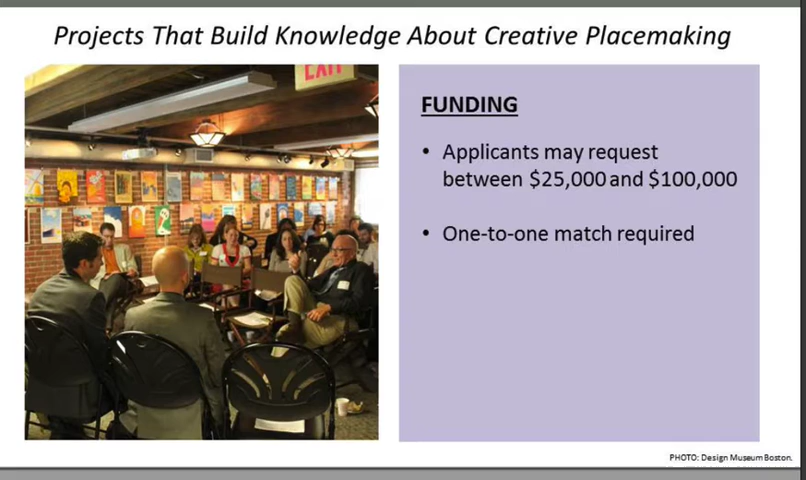 Projects That Build Knowledge About Creative Placemaking
EXIT
FUNDING
• Applicants may request
between $25,000 and $100,000
• One-to-one match required
PHOTO: Design Museum Boston.